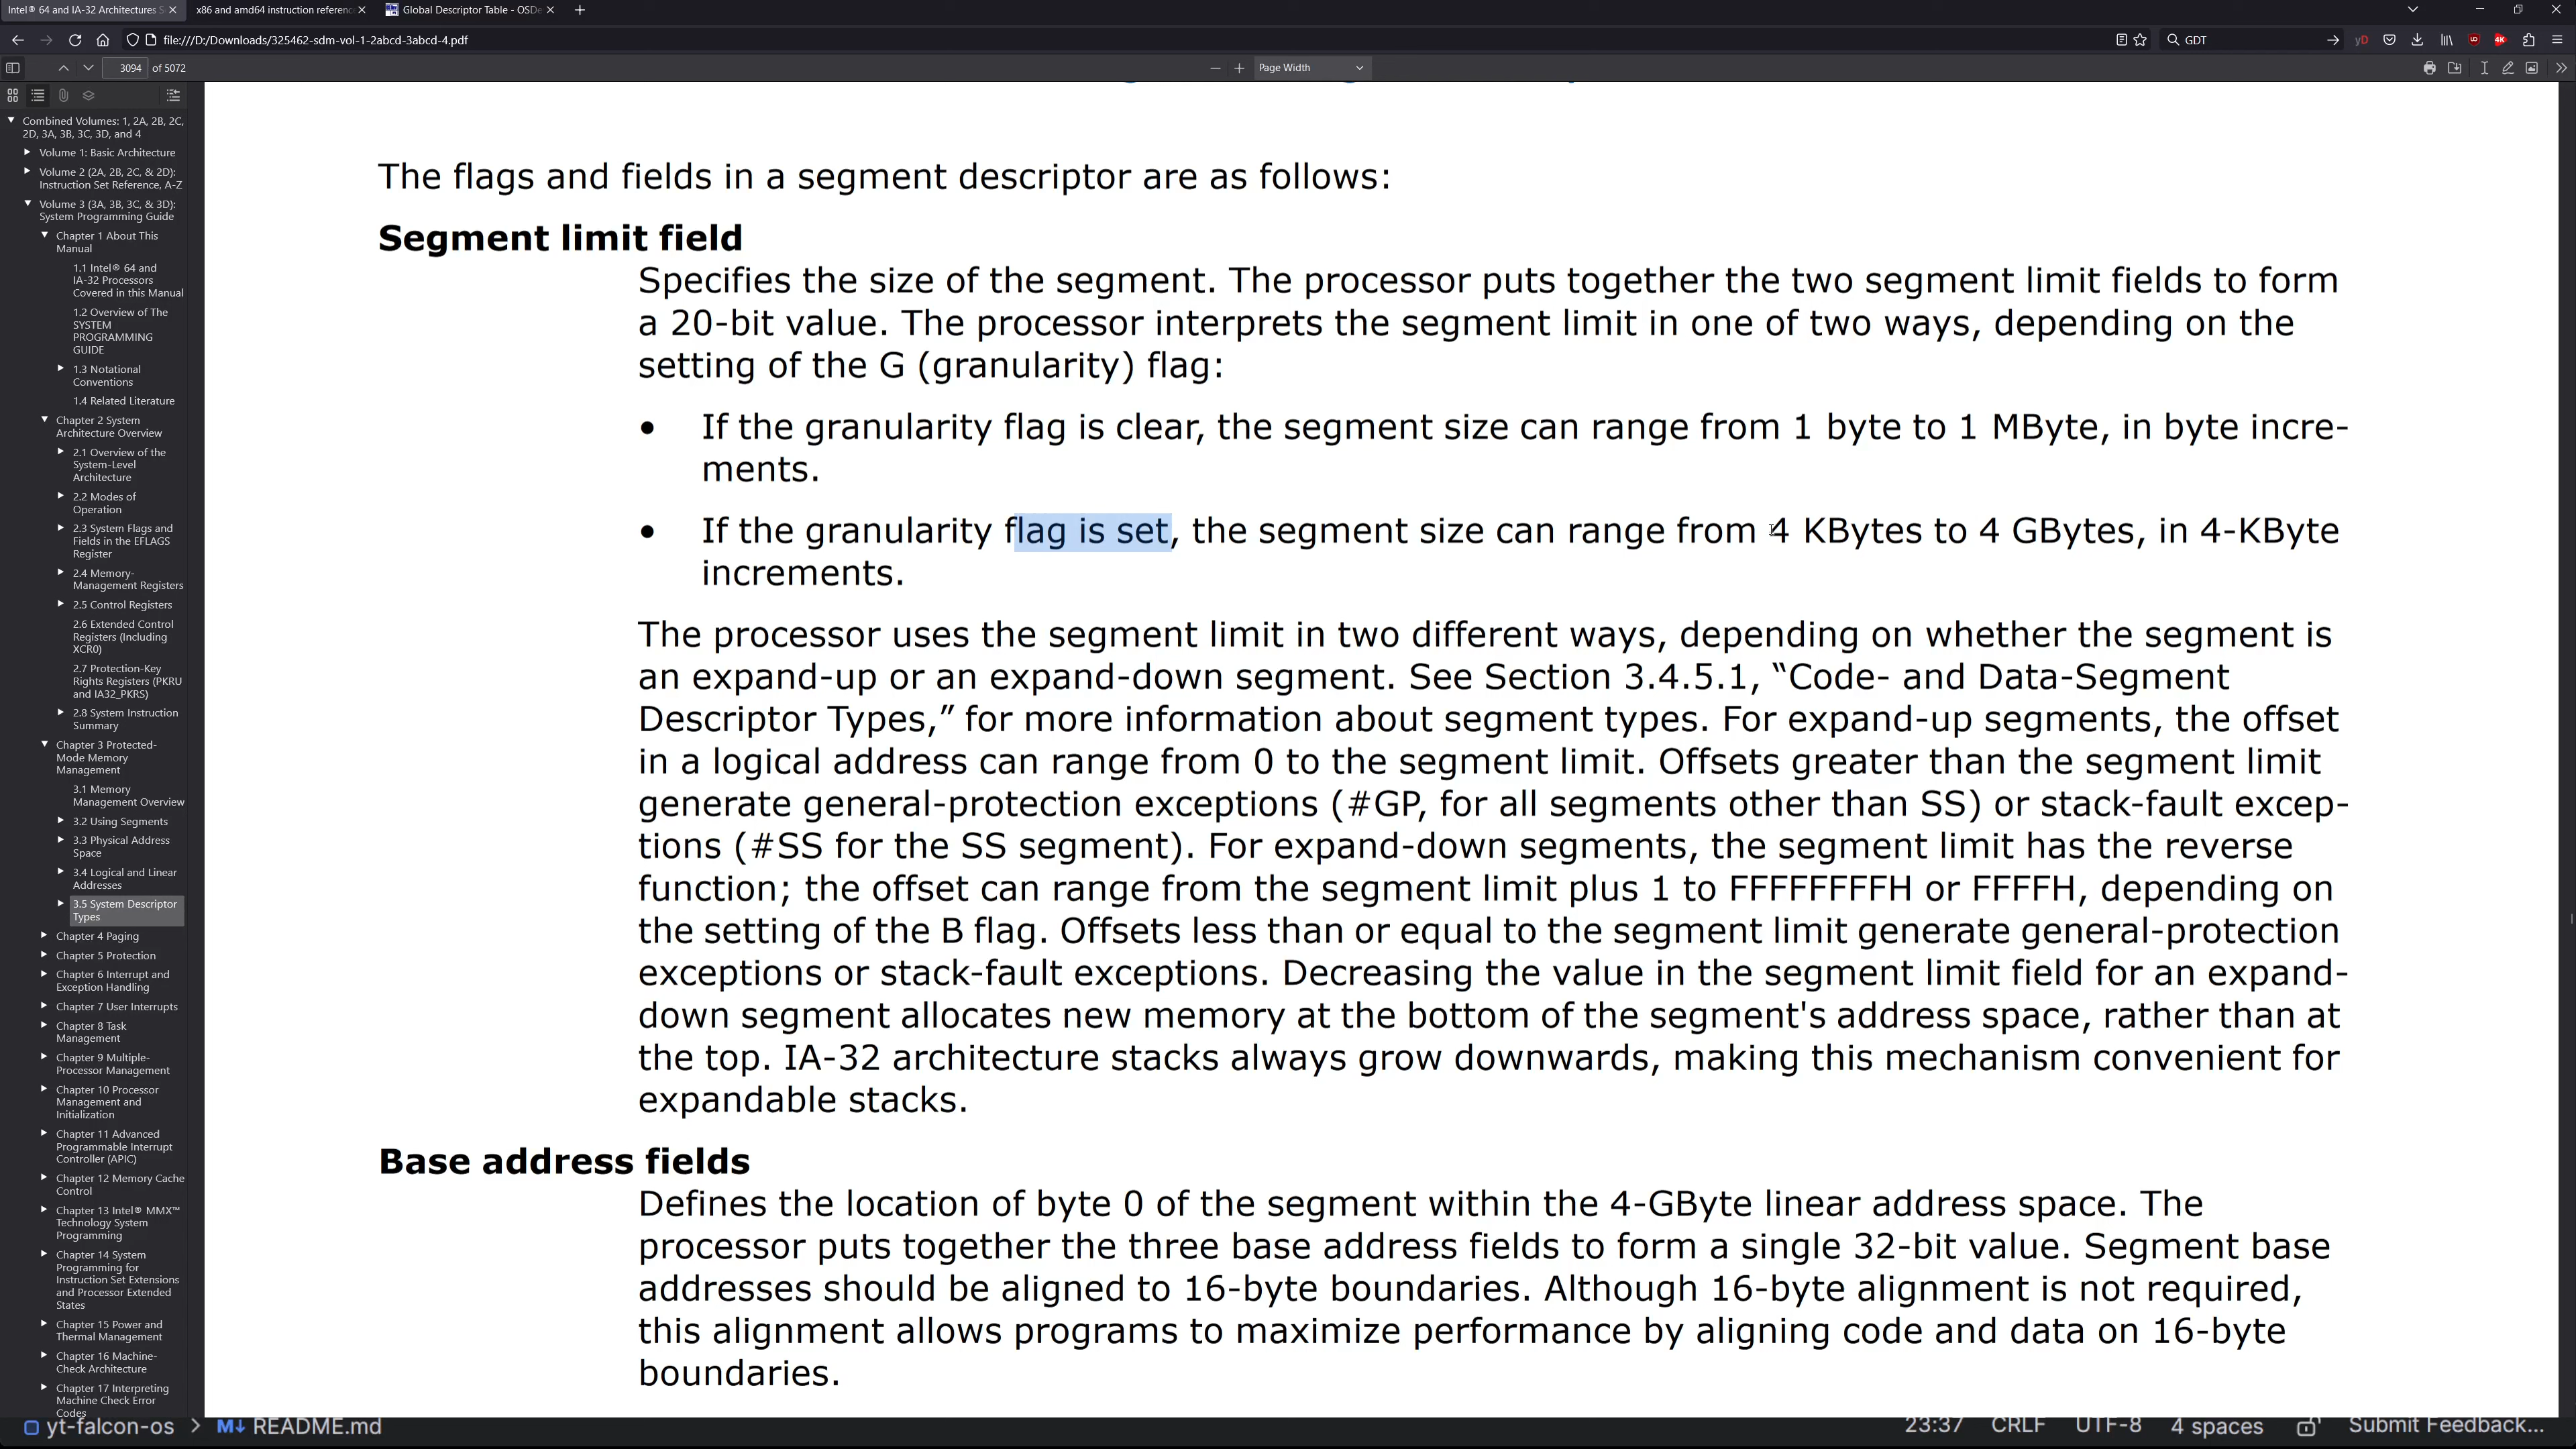 Intel® 64 and IA-32 Architectures S
x86 and amd64 instruction referenc
Global Descriptor Table - OSDe
file:///D:/Downloads/325462-sdm-vol-1-2abcd-3abcd-4.pdf
GDT
3094 of 5072
Page Width
Combined Volumes: 1, 2A, 2B, 2C,
2D, 3A, 3B, 3C, 3D, and 4
Volume 1: Basic Architecture
Volume 2 (2A, 2B, 2C, & 2D):
Instruction Set Reference, A-Z
Volume 3 (3A, 3B, 3C, & 3D):
System Programming Guide
Chapter 1 About This
Manual
1.1 Intel® 64 and
IA-32 Processors
Covered in this Manual
1.2 Overview of The
SYSTEM
PROGRAMMING
GUIDE
1.3 Notational
Conventions
1.4 Related Literature
Chapter 2 System
Architecture Overview
2.1 Overview of the
System-Level
Architecture
2.2 Modes of
Operation
2.3 System Flags and
Fields in the EFLAGS
Register
2.4 Memory-
Management Registers
2.5 Control Registers
2.6 Extended Control
Registers (Including
XCR0)
2.7 Protection-Key
Rights Registers (PKRU
and IA32_PKRS)
2.8 System Instruction
Summary
Chapter 3 Protected-
Mode Memory
Management
3.1 Memory
Management Overview
3.2 Using Segments
3.3 Physical Address
Space
3.4 Logical and Linear
Addresses
3.5 System Descriptor
Types
Chapter 4 Paging
Chapter 5 Protection
Chapter 6 Interrupt and
Exception Handling
Chapter 7 User Interrupts
Chapter 8 Task
Management
Chapter 9 Multiple-
Processor Management
Chapter 10 Processor
Management and
Initialization
Chapter 11 Advanced
Programmable Interrupt
Controller (APIC)
Chapter 12 Memory Cache
Control
Chapter 13 Intel® MMX™
Technology System
Programming
Chapter 14 System
Programming for
Instruction Set Extensions
and Processor Extended
States
Chapter 15 Power and
Thermal Management
Chapter 16 Machine-
Check Architecture
Chapter 17 Interpreting
Machine Check Error
Codes
The flags and fields in a segment descriptor are as follows:
Segment limit field
Specifies the size of the segment. The processor puts together the two segment limit fields to form
a 20-bit value. The processor interprets the segment limit in one of two ways, depending on the
setting of the G (granularity) flag:
• If the granularity flag is clear, the segment size can range from 1 byte to 1 MByte, in byte incre-
ments.
• If the granularity flag is set, the segment size can range from 4 KBytes to 4 GBytes, in 4-KByte
increments.
The processor uses the segment limit in two different ways, depending on whether the segment is
an expand-up or an expand-down segment. See Section 3.4.5.1, “Code- and Data-Segment
Descriptor Types,” for more information about segment types. For expand-up segments, the offset
in a logical address can range from 0 to the segment limit. Offsets greater than the segment limit
generate general-protection exceptions (#GP, for all segments other than SS) or stack-fault excep-
tions (#SS for the SS segment). For expand-down segments, the segment limit has the reverse
function; the offset can range from the segment limit plus 1 to FFFFFFFFH or FFFFH, depending on
the setting of the B flag. Offsets less than or equal to the segment limit generate general-protection
exceptions or stack-fault exceptions. Decreasing the value in the segment limit field for an expand-
down segment allocates new memory at the bottom of the segment's address space, rather than at
the top. IA-32 architecture stacks always grow downwards, making this mechanism convenient for
expandable stacks.
Base address fields
Defines the location of byte 0 of the segment within the 4-GByte linear address space. The
processor puts together the three base address fields to form a single 32-bit value. Segment base
addresses should be aligned to 16-byte boundaries. Although 16-byte alignment is not required,
this alignment allows programs to maximize performance by aligning code and data on 16-byte
boundaries.
yt-falcon-os > M↓ README.md
23:37 CRLF UTF-8 4 spaces Submit Feedback...